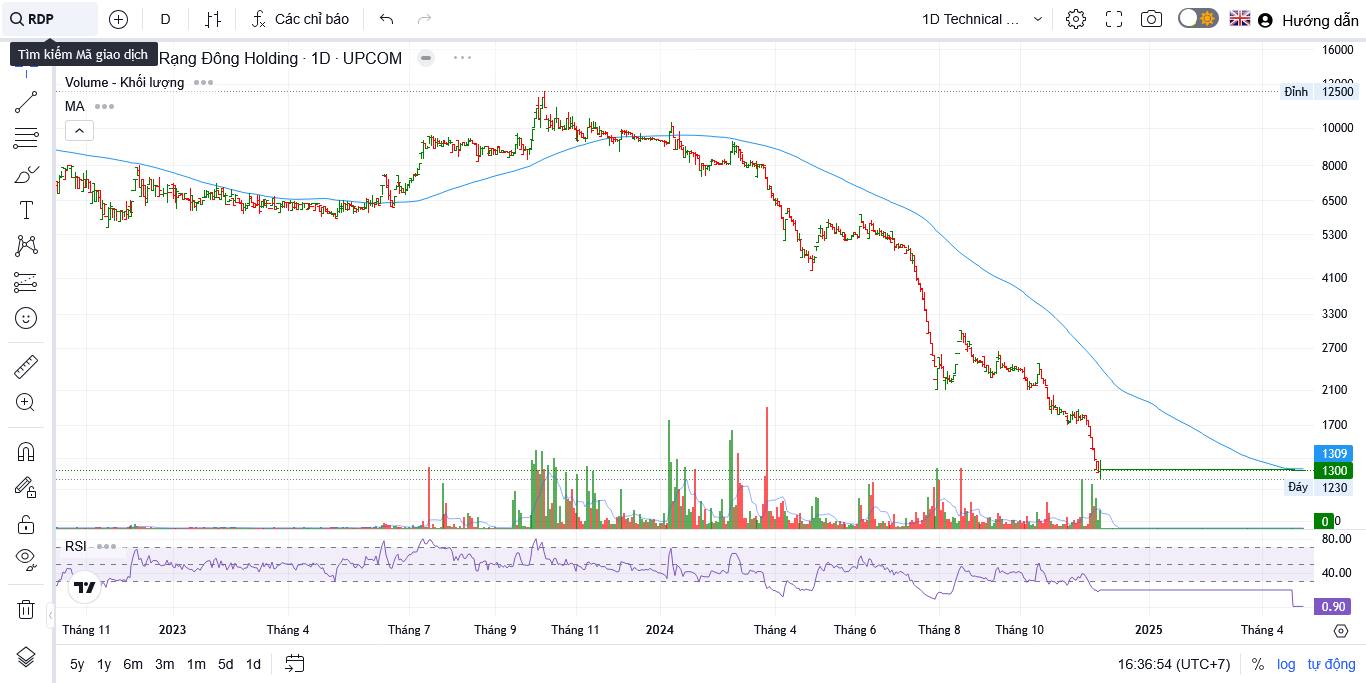 RDP
D
Các chỉ báo
1D Technical ...
Hướng dẫn
Tìm kiếm Mã giao dịch
Rạng Đông Holding · 1D · UPCOM
Volume - Khối lượng
MA
16000
Đỉnh 12500
10000
8000
6500
5300
4100
3300
2700
2100
1700
1309
1300
Đáy 1230
0
RSI
80.00
40.00
0.90
Tháng 11 2023 Tháng 4 Tháng 7 Tháng 9 Tháng 11 2024 Tháng 4 Tháng 6 Tháng 8 Tháng 10 2025 Tháng 4
5y 1y 6m 3m 1m 5d 1d
16:36:54 (UTC+7) % log tự động